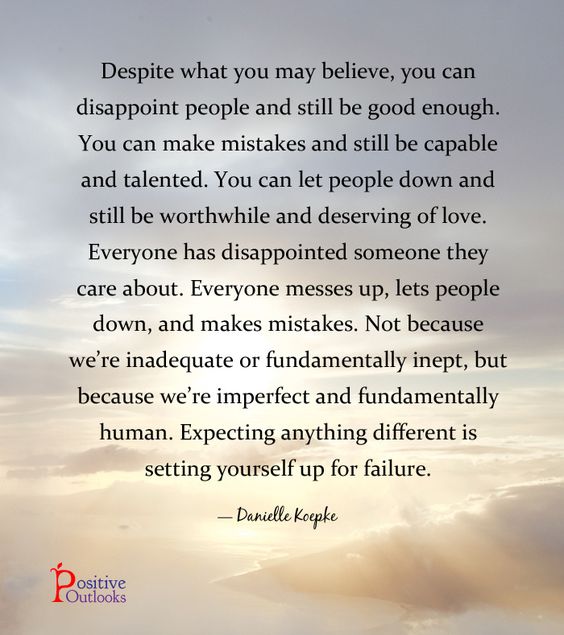 Despite what you may believe, you can
disappoint people and still be good enough.
You can make mistakes and still be capable
and talented. You can let people down and
still be worthwhile and deserving of love.
Everyone has disappointed someone they
care about. Everyone messes up, lets people
down, and makes mistakes. Not because
we’re inadequate or fundamentally inept, but
because we’re imperfect and fundamentally
human. Expecting anything different is
setting yourself up for failure.
— Danielle Koepke
Positive
Outlooks